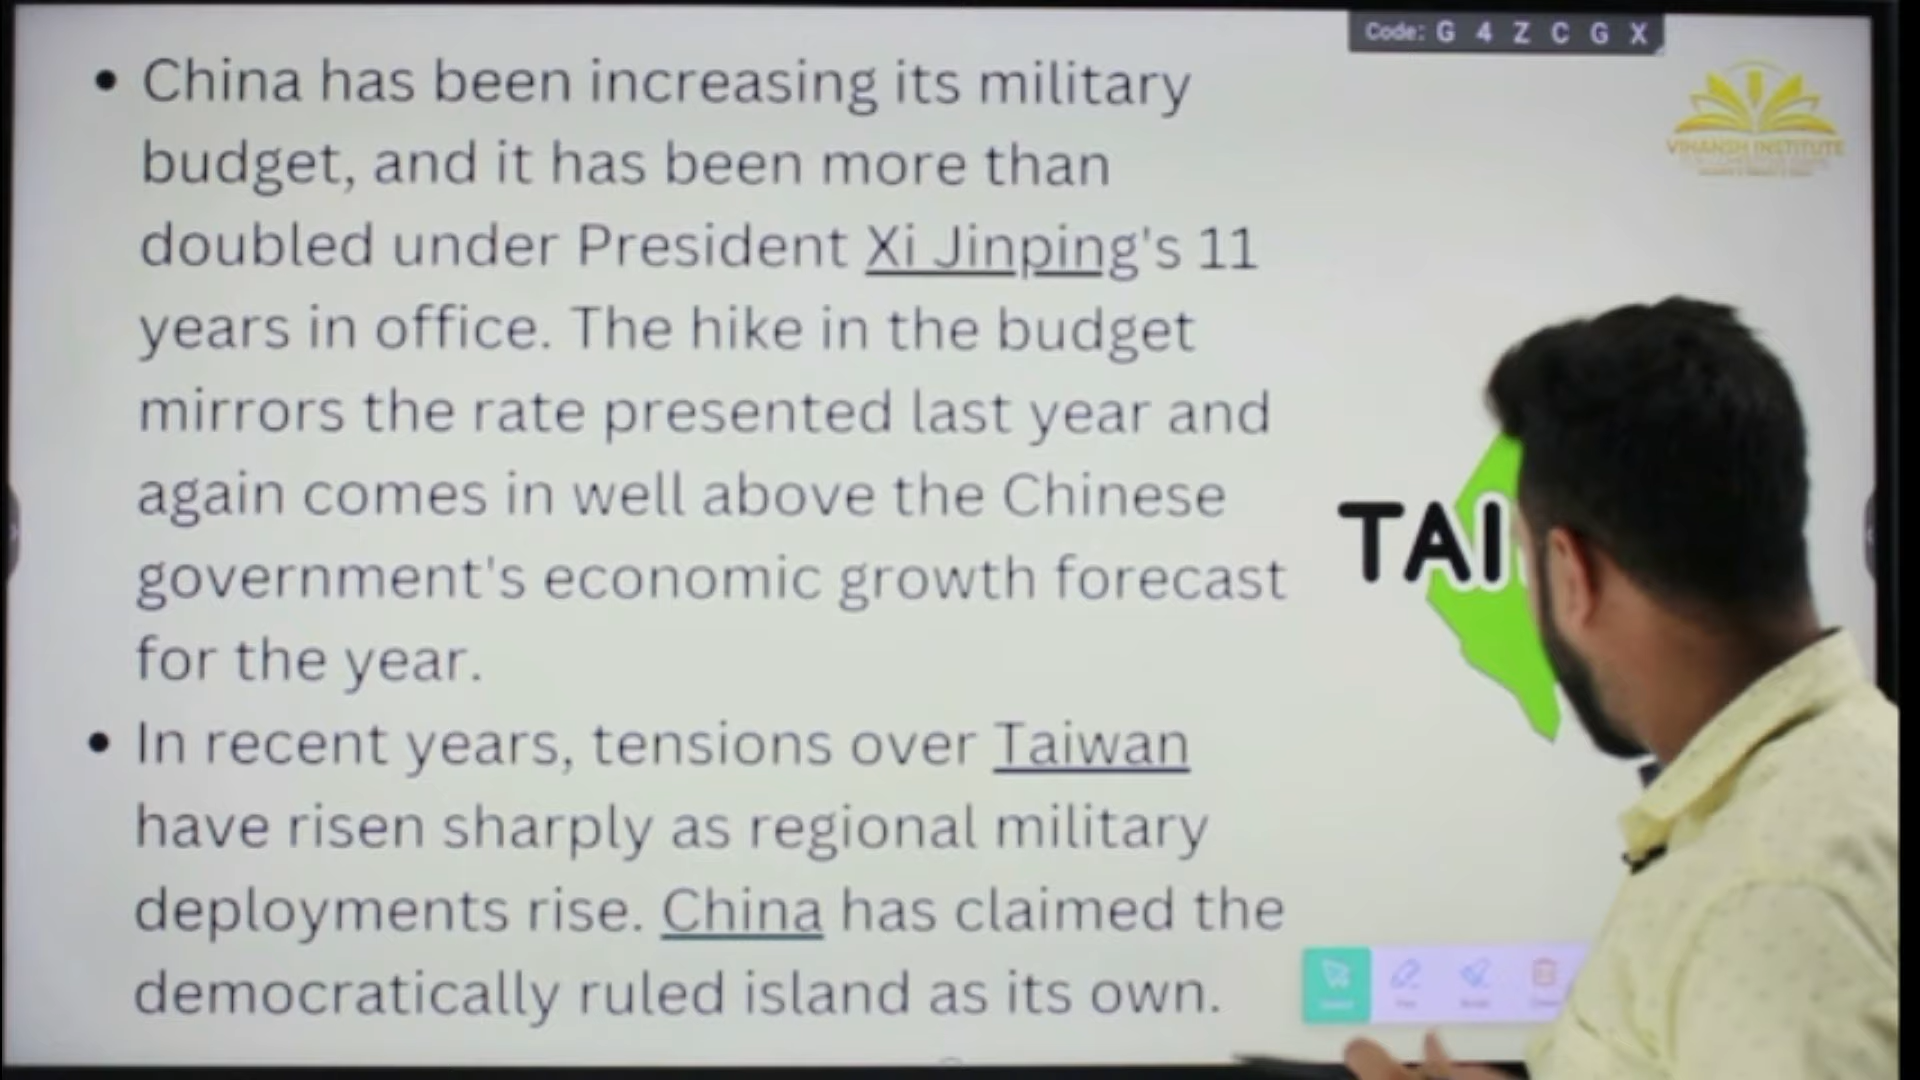 Code: G 4 Z C G X
VIHANSH INSTITUTE
• China has been increasing its military
budget, and it has been more than
doubled under President Xi Jinping's 11
years in office. The hike in the budget
mirrors the rate presented last year and
again comes in well above the Chinese
government's economic growth forecast
for the year.
• In recent years, tensions over Taiwan
have risen sharply as regional military
deployments rise. China has claimed the
democratically ruled island as its own.
TAI